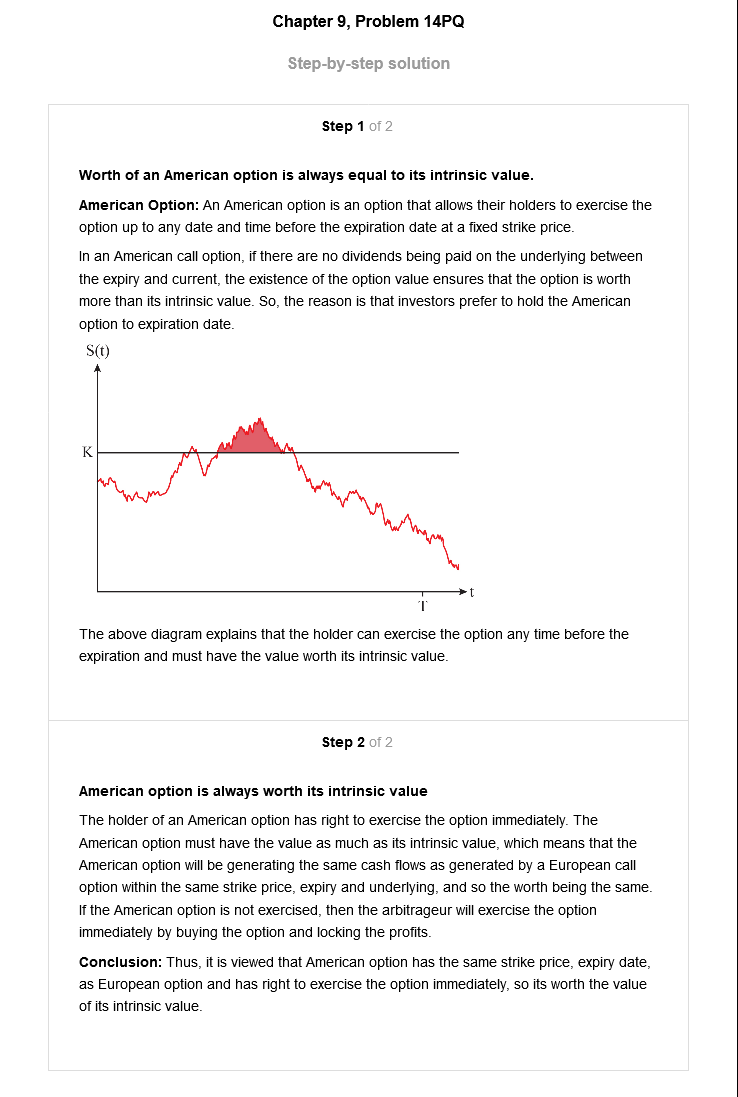 Chapter 9, Problem 14PQ
Step-by-step solution
Step 1 of 2
Worth of an American option is always equal to its intrinsic value.
American Option: An American option is an option that allows their holders to exercise the
option up to any date and time before the expiration date at a fixed strike price.
In an American call option, if there are no dividends being paid on the underlying between
the expiry and current, the existence of the option value ensures that the option is worth
more than its intrinsic value. So, the reason is that investors prefer to hold the American
option to expiration date.
S(t)
K
T
t
The above diagram explains that the holder can exercise the option any time before the
expiration and must have the value worth its intrinsic value.
Step 2 of 2
American option is always worth its intrinsic value
The holder of an American option has right to exercise the option immediately. The
American option must have the value as much as its intrinsic value, which means that the
American option will be generating the same cash flows as generated by a European call
option within the same strike price, expiry and underlying, and so the worth being the same.
If the American option is not exercised, then the arbitrageur will exercise the option
immediately by buying the option and locking the profits.
Conclusion: Thus, it is viewed that American option has the same strike price, expiry date,
as European option and has right to exercise the option immediately, so its worth the value
of its intrinsic value.